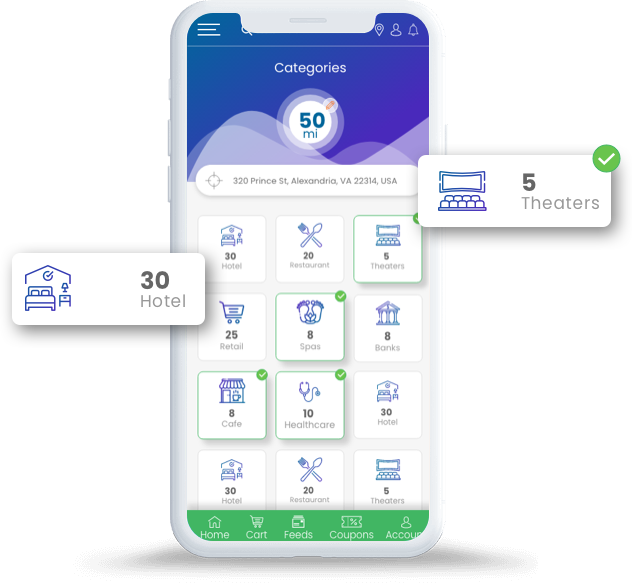 Categories
50
mi
320 Prince St, Alexandria, VA 22314, USA
5
Theaters
30
Hotel
30
Hotel
20
Restaurant
5
Theaters
25
Retail
8
Spas
8
Banks
8
Cafe
10
Healthcare
30
Hotel
30
Hotel
20
Restaurant
5
Theaters
Home
Cart
Feeds
Coupons
Accoun